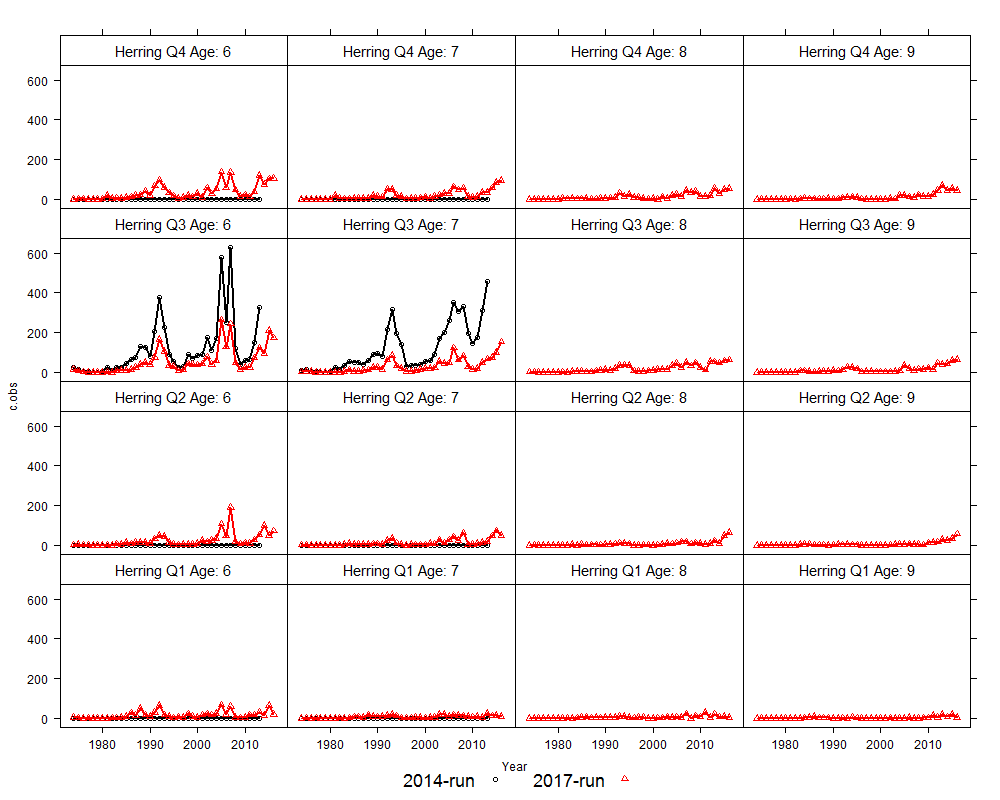 Herring Q4 Age: 6 Herring Q4 Age: 7 Herring Q4 Age: 8 Herring Q4 Age: 9
600
400
200
0
Herring Q3 Age: 6 Herring Q3 Age: 7 Herring Q3 Age: 8 Herring Q3 Age: 9
600
400
200
0
c.obs
Herring Q2 Age: 6 Herring Q2 Age: 7 Herring Q2 Age: 8 Herring Q2 Age: 9
600
400
200
0
Herring Q1 Age: 6 Herring Q1 Age: 7 Herring Q1 Age: 8 Herring Q1 Age: 9
600
400
200
0
1980 1990 2000 2010 1980 1990 2000 2010 1980 1990 2000 2010 1980 1990 2000 2010
Year
2014-run 2017-run